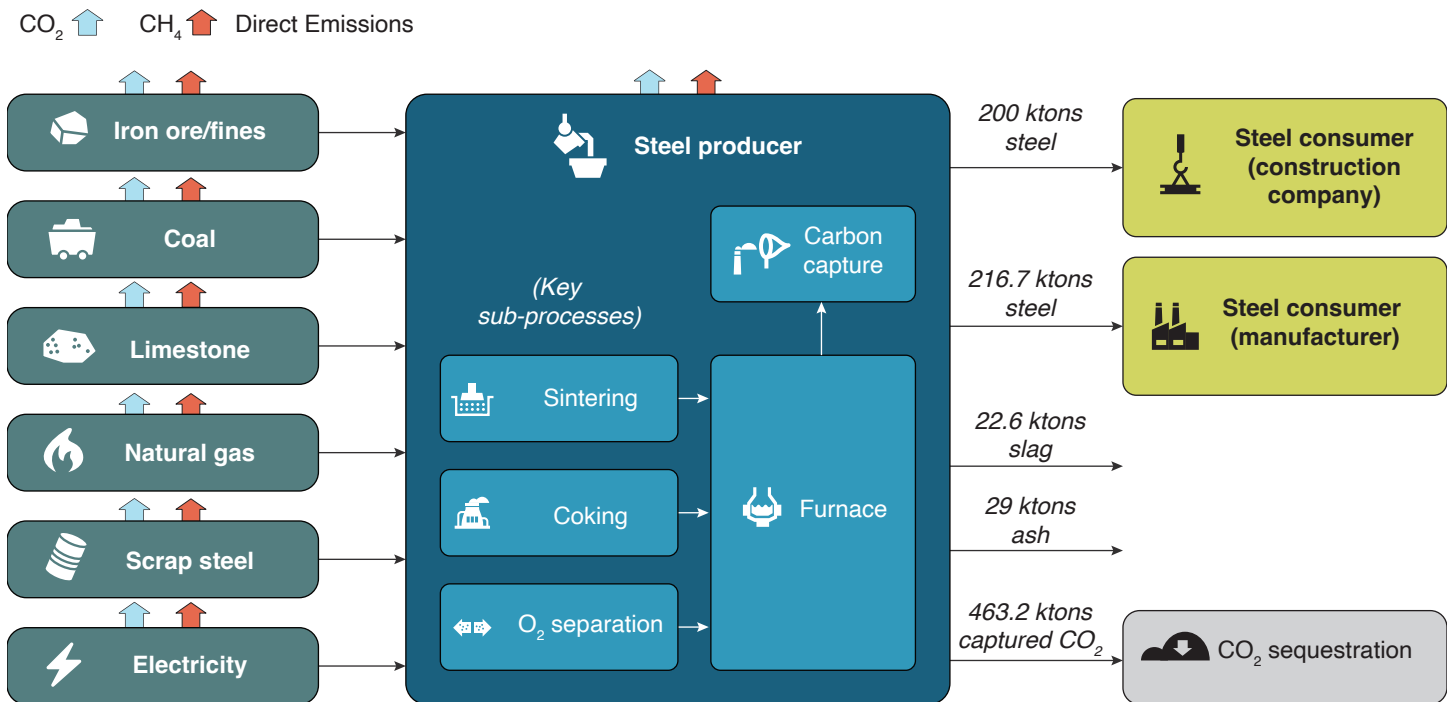 CO₂ CH₄ Direct Emissions
Iron ore/fines
Coal
Limestone
Natural gas
Scrap steel
Electricity
Steel producer
(Key
sub-processes)
Carbon
capture
Sintering
Coking
O₂ separation
Furnace
200 ktons
steel
216.7 ktons
steel
22.6 ktons
slag
29 ktons
ash
463.2 ktons
captured CO₂
Steel consumer
(construction
company)
Steel consumer
(manufacturer)
CO₂ sequestration